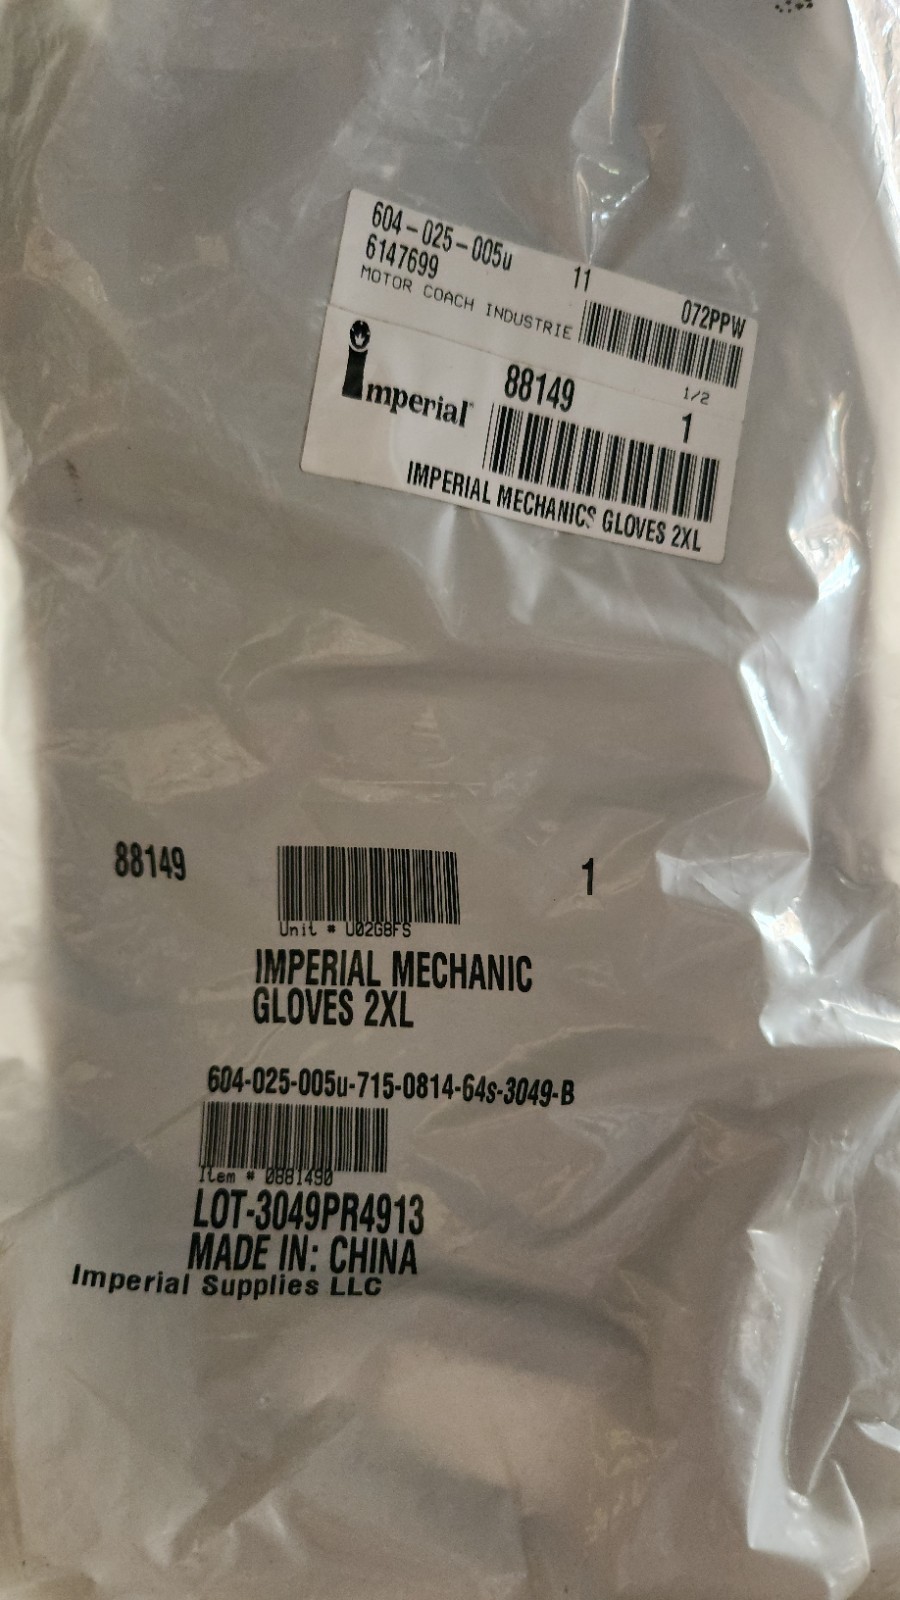 604-025-005u 11 072PPW
6147699
MOTOR COACH INDUSTRIE
1/2
Imperial 88149 1
IMPERIAL MECHANICS GLOVES 2XL
88149 1
Unit # U02G8FS
IMPERIAL MECHANIC
GLOVES 2XL
604-025-005u-715-0814-64s-3049-B
Item # 0881490
LOT-3049PR4913
MADE IN: CHINA
Imperial Supplies LLC